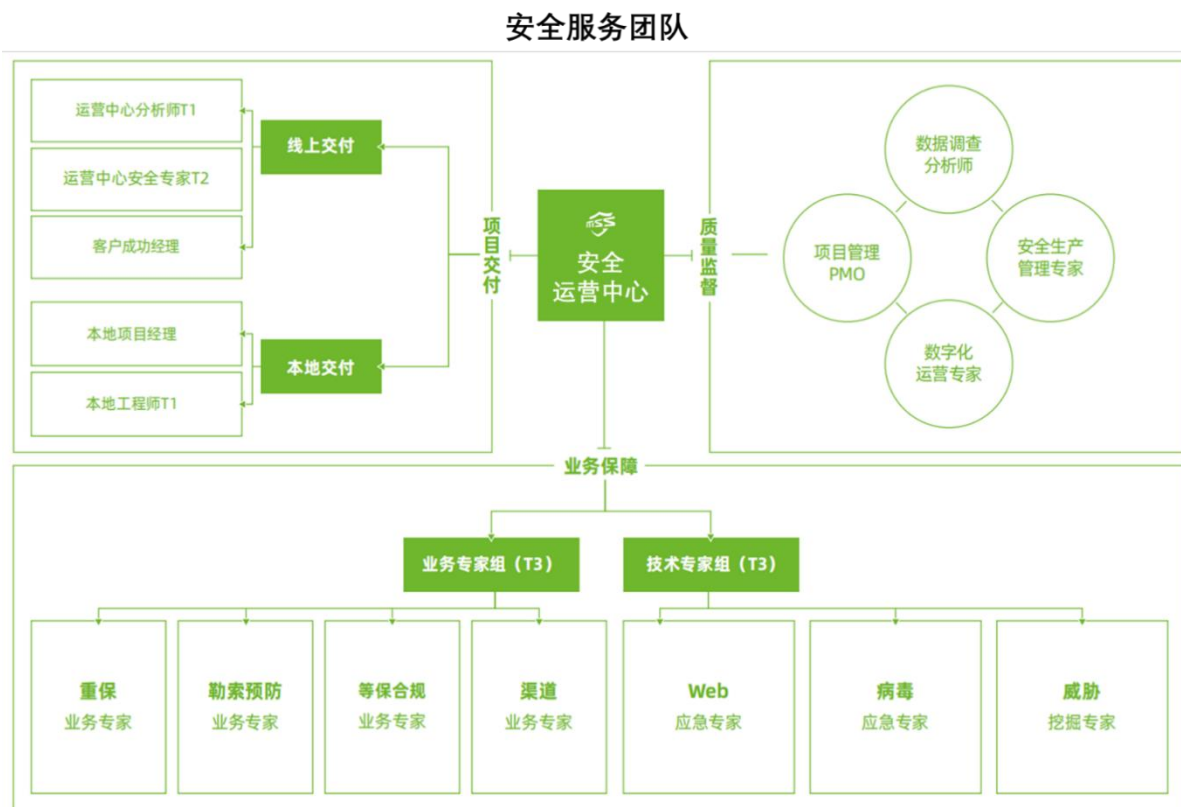 安全服务团队
运营中心分析师T1
运营中心安全专家T2
客户成功经理
线上交付
本地项目经理
本地工程师T1
本地交付
项目交付
mss
安全
运营中心
质量监督
数据调查
分析师
项目管理
PMO
安全生产
管理专家
数字化
运营专家
业务保障
业务专家组（T3）
技术专家组（T3）
重保
业务专家
勒索预防
业务专家
等保合规
业务专家
渠道
业务专家
Web
应急专家
病毒
应急专家
威胁
挖掘专家